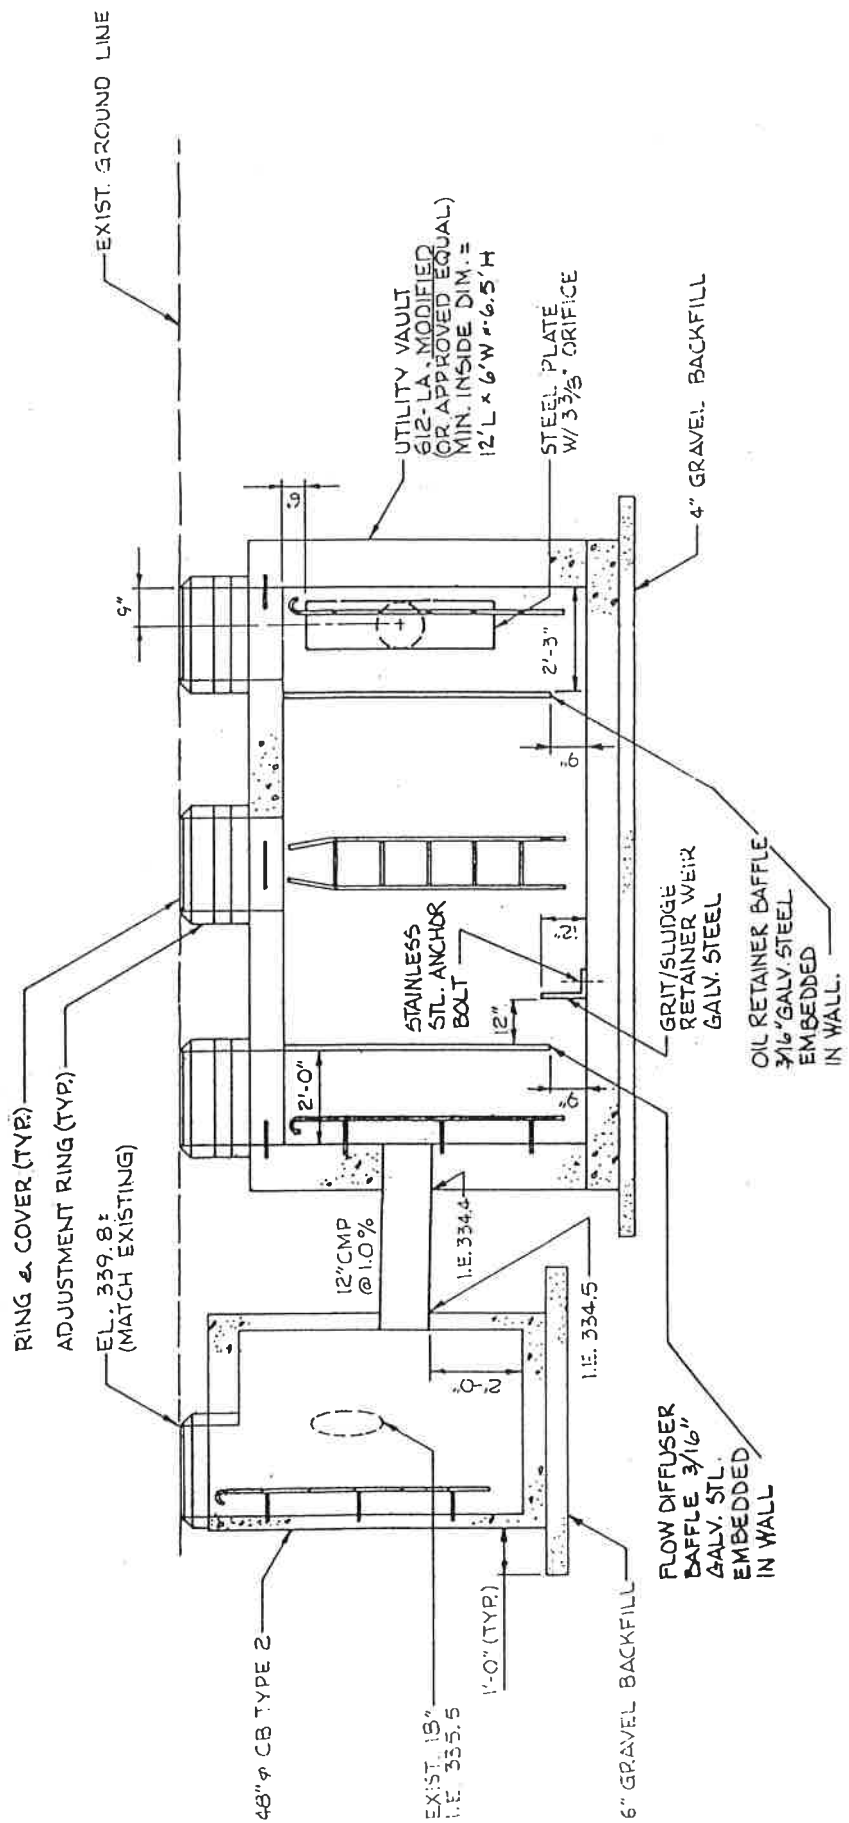 RING & COVER (TYP.)
ADJUSTMENT RING (TYP.)
EL. 339.8±
(MATCH EXISTING)
EXIST. GROUND LINE
9"
6"
UTILITY VAULT
612-LA, MODIFIED
(OR APPROVED EQUAL)
MIN. INSIDE DIM. =
12'L x 6'W x 6.5'H
STEEL PLATE
W/ 3 3/8" ORIFICE
4" GRAVEL BACKFILL
2'-3"
9"
12"
STAINLESS
STL. ANCHOR
BOLT
12"
2'-0"
9"
GRIT/SLUDGE
RETAINER WEIR
GALV. STEEL
OIL RETAINER BAFFLE
3/16" GALV. STEEL
EMBEDDED
IN WALL.
12" CMP
@ 1.0%
I.E. 334.4
I.E. 334.5
2'-0"
48"φ CB TYPE 2
EXIST. 18"
I.E. 335.5
1'-0" (TYP.)
6" GRAVEL BACKFILL
FLOW DIFFUSER
BAFFLE 3/16"
GALV. STL.
EMBEDDED
IN WALL